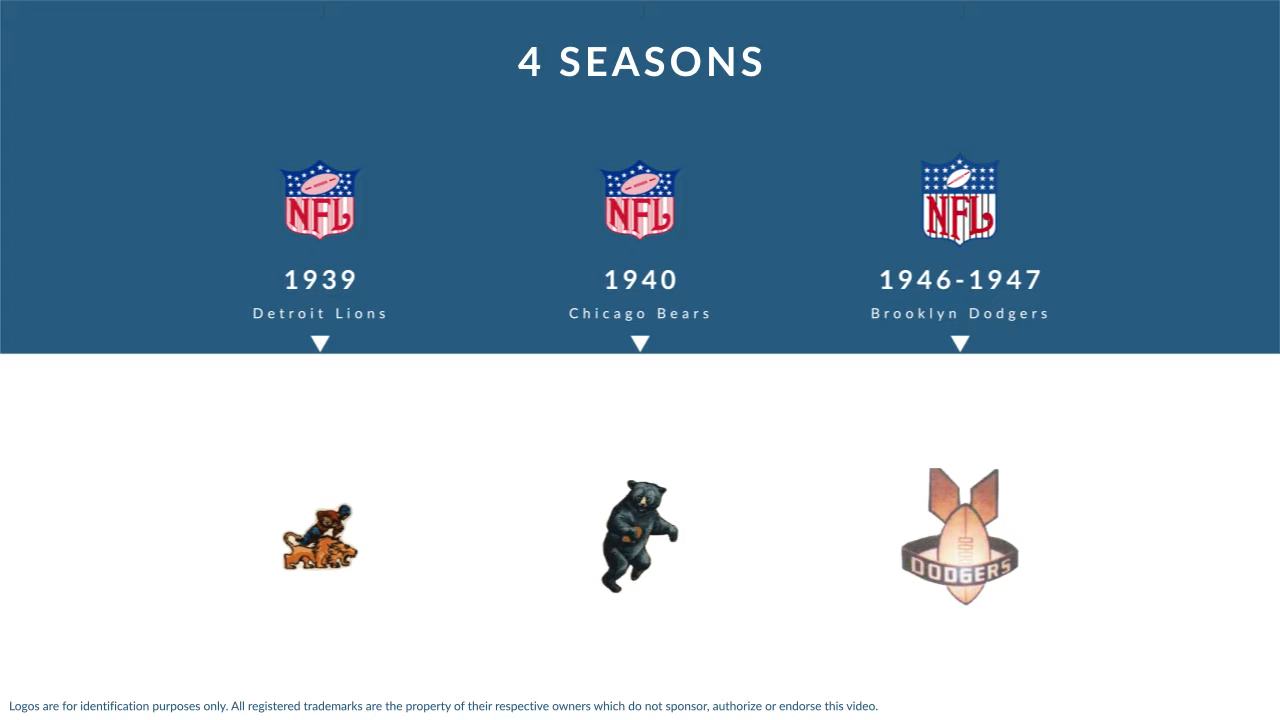 4 SEASONS
NFL NFL NFL
1939 1940 1946-1947
Detroit Lions Chicago Bears Brooklyn Dodgers
DODGERS
Logos are for identification purposes only. All registered trademarks are the property of their respective owners which do not sponsor, authorize or endorse this video.